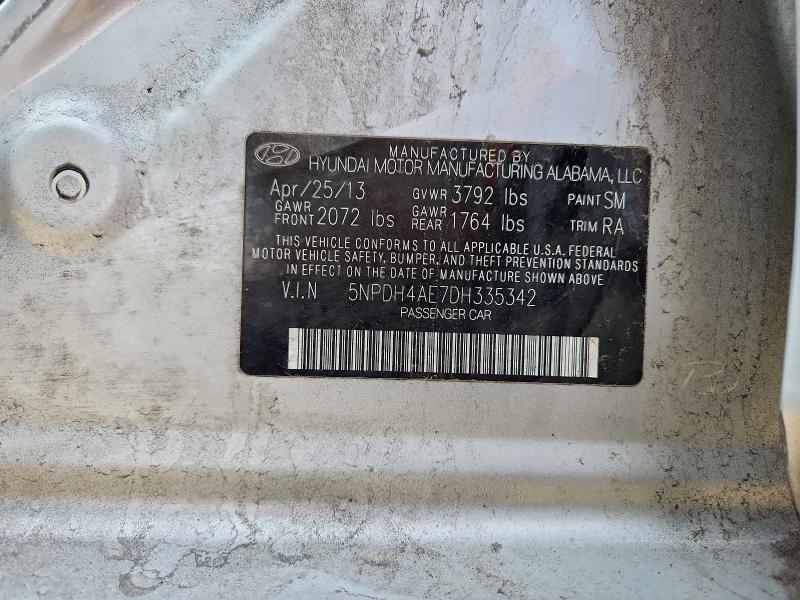 MANUFACTURED BY
HYUNDAI MOTOR MANUFACTURING ALABAMA, LLC
Apr/25/13 GVWR 3792 lbs PAINT SM
GAWR FRONT 2072 lbs GAWR REAR 1764 lbs TRIM RA
THIS VEHICLE CONFORMS TO ALL APPLICABLE U.S.A. FEDERAL
MOTOR VEHICLE SAFETY, BUMPER, AND THEFT PREVENTION STANDARDS
IN EFFECT ON THE DATE OF MANUFACTURE SHOWN ABOVE.
V.I.N 5NPDH4AE7DH335342
PASSENGER CAR